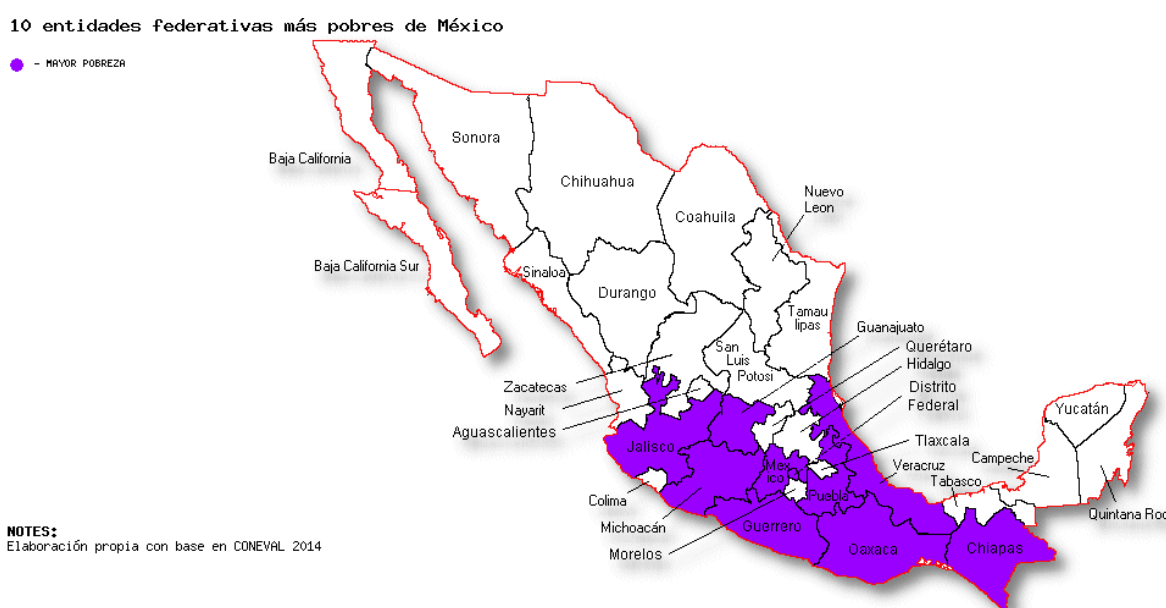 10 entidades federativas más pobres de México
- MAYOR POBREZA
Sonora
Baja California
Chihuahua
Nuevo
Leon
Coahuila
Baja California Sur
Sinaloa
Durango
Tamau
lipas
Guanajuato
San
Luis
Potosi
Querétaro
Hidalgo
Zacatecas
Distrito
Federal
Nayarit
Yucatán
Aguascalientes
Tlaxcala
Jalisco
Campeche
Veracruz
Mex
ico
Tabasco
Puebla
Colima
Quintana Roo
Michoacán
Guerrero
Morelos
Oaxaca
Chiapas
NOTES:
Elaboración propia con base en CONEVAL 2014